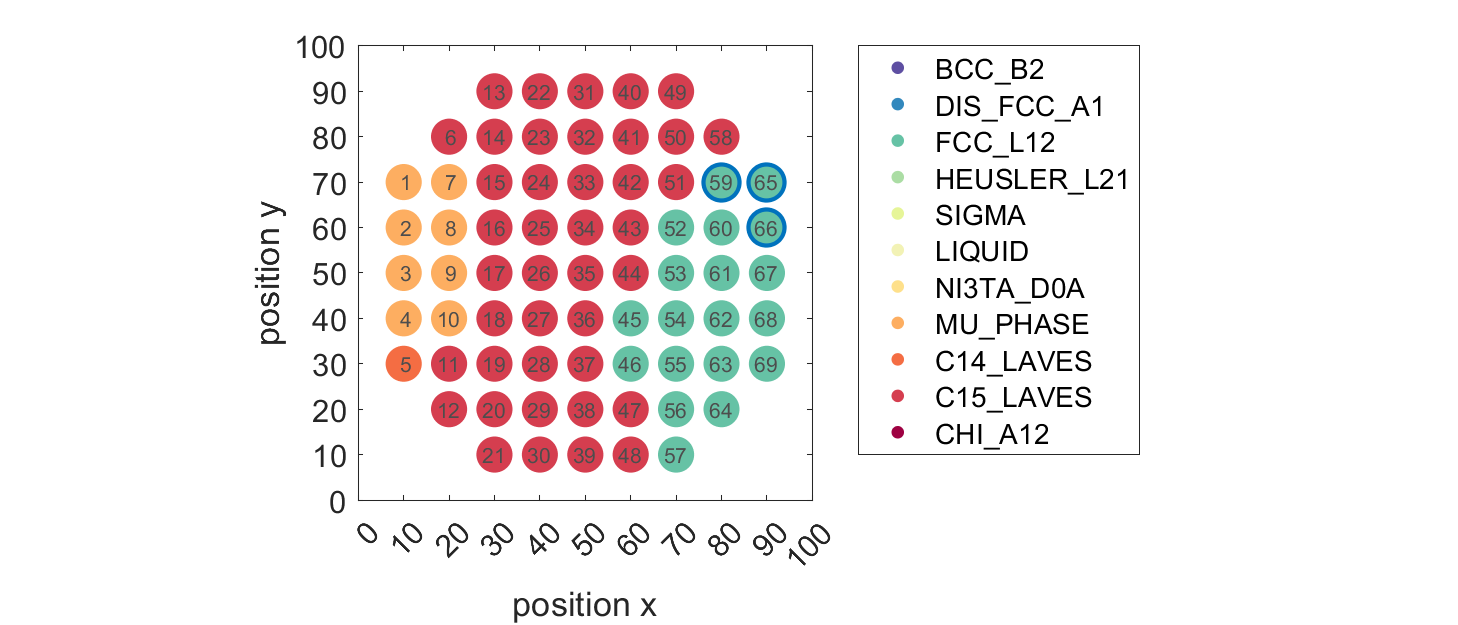 100
90
80
70
60
50
40
30
20
10
0
position y
13 22 31 40 49
6 14 23 32 41 50 58
1 7 15 24 33 42 51 59 65
2 8 16 25 34 43 52 60 66
3 9 17 26 35 44 53 61 67
4 10 18 27 36 45 54 62 68
5 11 19 28 37 46 55 63 69
12 20 29 38 47 56 64
21 30 39 48 57
0 10 20 30 40 50 60 70 80 90 100
position x
BCC_B2
DIS_FCC_A1
FCC_L12
HEUSLER_L21
SIGMA
LIQUID
NI3TA_D0A
MU_PHASE
C14_LAVES
C15_LAVES
CHI_A12